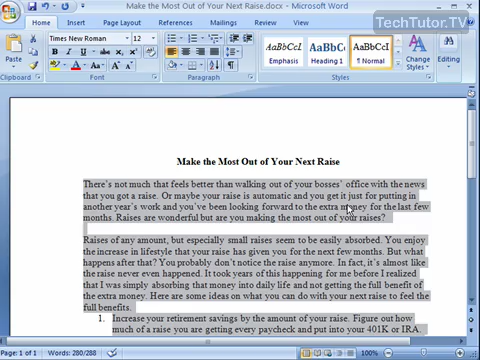 Make the Most Out of Your Next Raise.docx - Microsoft Word
TechTutor.TV
Home Insert Page Layout References Mailings Review View
Paste
Times New Roman 12
B I U
AaBbCcI AaBbC AaBbCcI
Emphasis Heading 1 ¶ Normal
Change Styles
Editing
Clipboard Font Paragraph Styles
Make the Most Out of Your Next Raise
There's not much that feels better than walking out of your bosses' office with the news
that you got a raise. Or maybe your raise is automatic and you get it just for putting in
another year's work and you've been looking forward to the extra money for the last few
months. Raises are wonderful but are you making the most out of your raises?
Raises of any amount, but especially small raises seem to be easily absorbed. You enjoy
the increase in lifestyle that your raise has given you for the next few months. But what
happens after that? You probably don't notice the raise anymore. In fact, it's almost like
the raise never even happened. It took years of this happening for me before I realized
that I was simply absorbing that money into daily life and not getting the full benefit of
the extra money. Here are some ideas on what you can do with your next raise to feel the
full benefits.
1. Increase your retirement savings by the amount of your raise. Figure out how
much of a raise you are getting every paycheck and put into your 401K or IRA.
Page: 1 of 1 Words: 280/288 100%